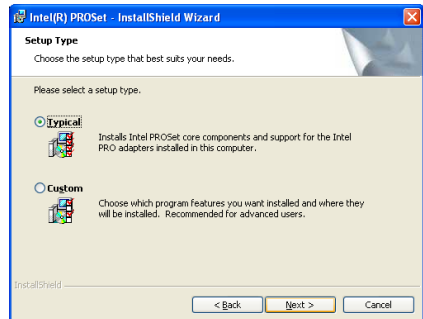 Intel(R) PROSet - InstallShield Wizard
Setup Type
Choose the setup type that best suits your needs.
Please select a setup type.
Typical
Installs Intel PROSet core components and support for the Intel
PRO adapters installed in this computer.
Custom
Choose which program features you want installed and where they
will be installed. Recommended for advanced users.
InstallShield
< Back Next > Cancel